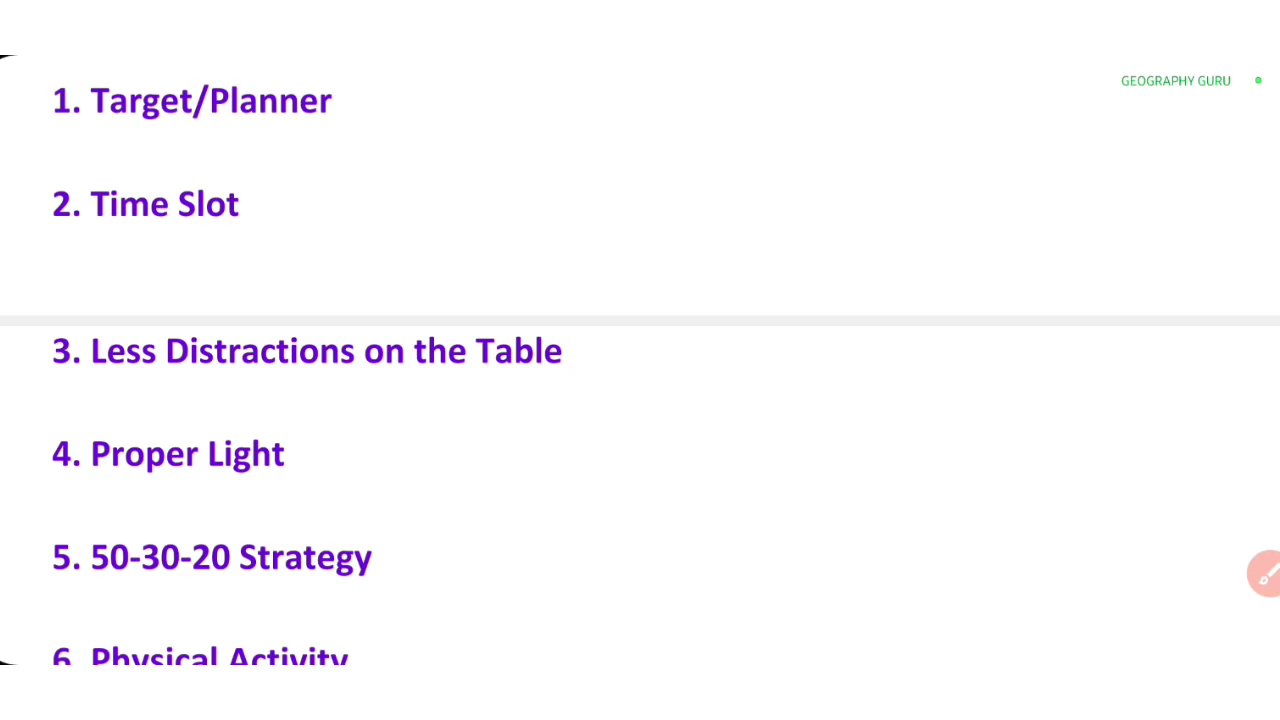 GEOGRAPHY GURU
1. Target/Planner
2. Time Slot
3. Less Distractions on the Table
4. Proper Light
5. 50-30-20 Strategy
6. Physical Activity